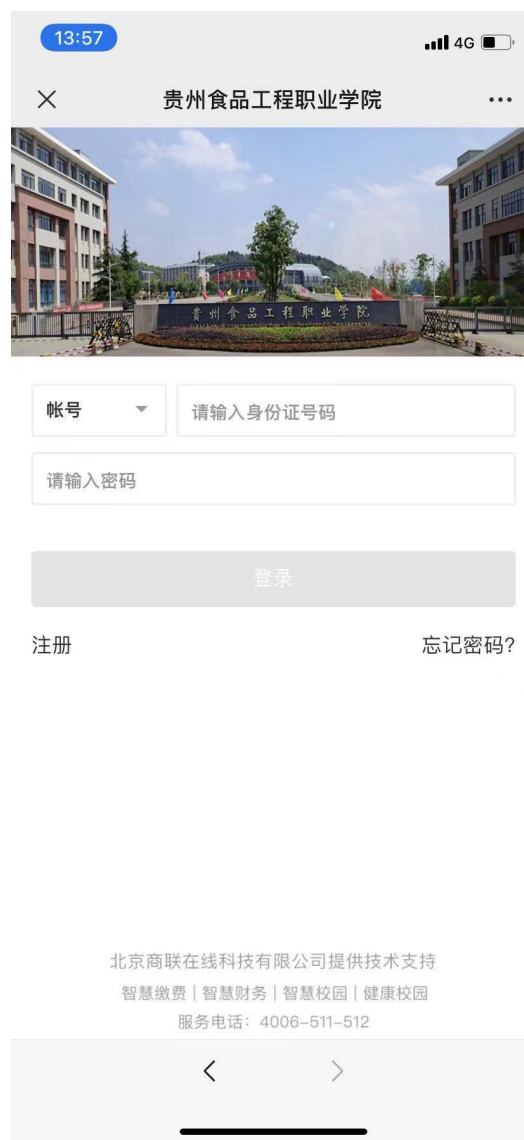 13:57
4G
贵州食品工程职业学院
贵州食品工程职业学院
帐号
请输入身份证号码
请输入密码
登录
注册
忘记密码?
北京商联在线科技有限公司提供技术支持
智慧缴费 | 智慧财务 | 智慧校园 | 健康校园
服务电话: 4006-511-512